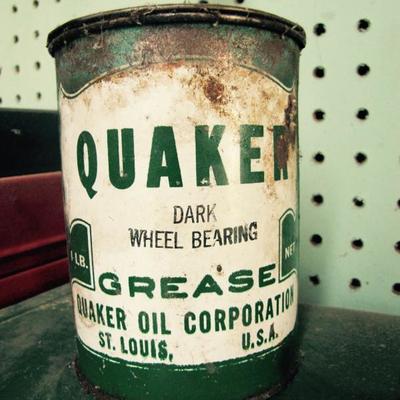 QUAKER
DARK
WHEEL BEARING
1 LB. NET
GREASE
QUAKER OIL CORPORATION
ST. LOUIS, U.S.A.